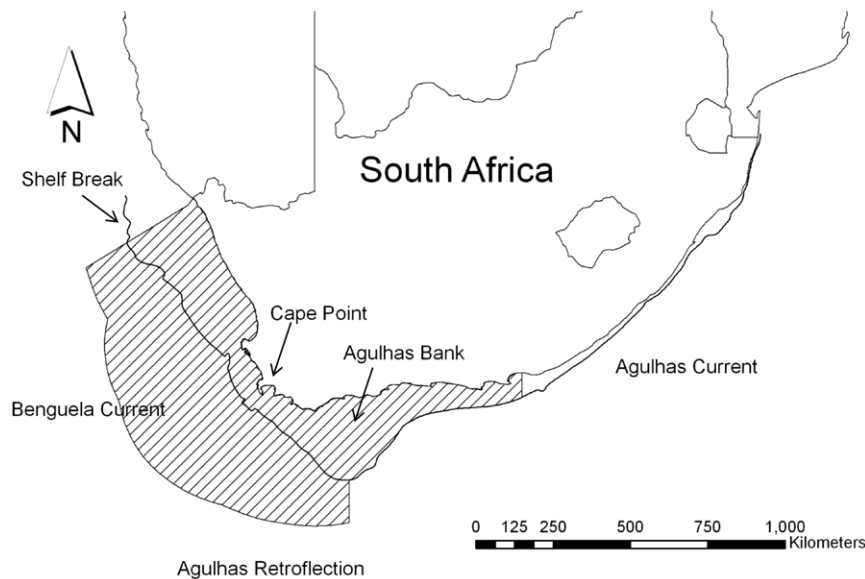 N
South Africa
Shelf Break
Cape Point
Agulhas Bank
Agulhas Current
Benguela Current
0 125 250 500 750 1,000
Kilometers
Agulhas Retroflection